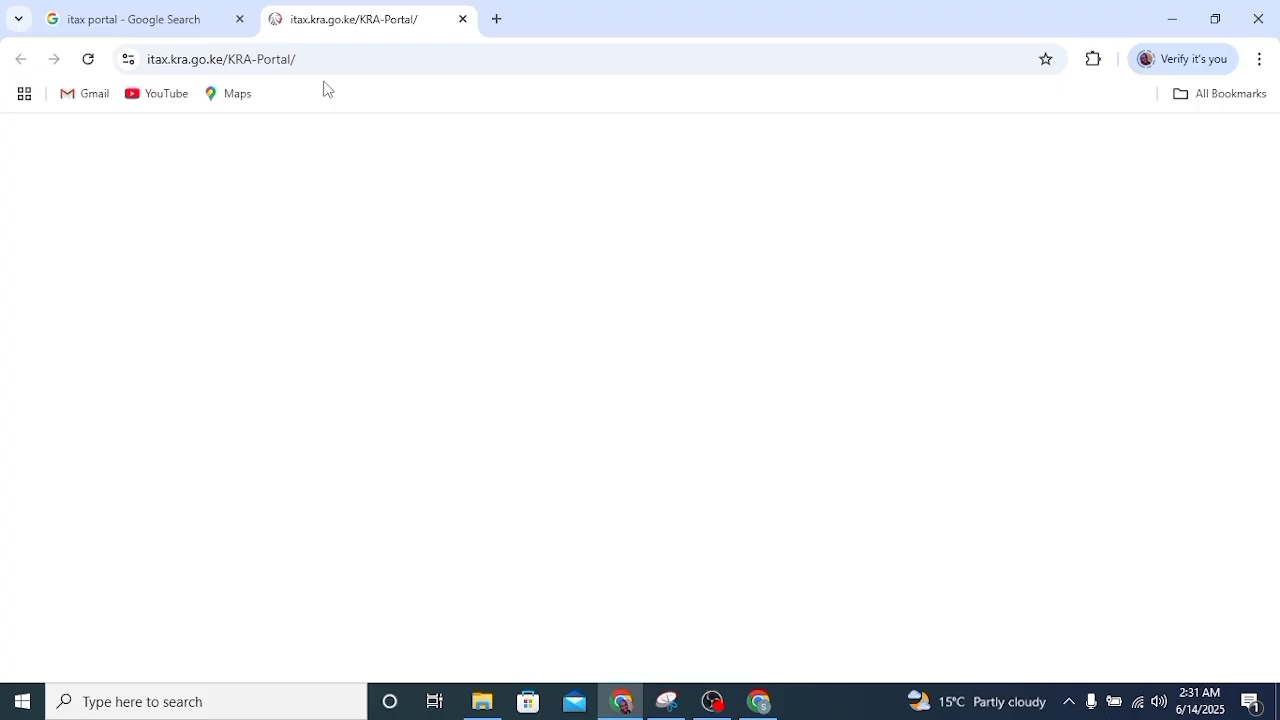 itax portal - Google Search
itax.kra.go.ke/KRA-Portal/
itax.kra.go.ke/KRA-Portal/
Verify it's you
Gmail
YouTube
Maps
All Bookmarks
Type here to search
S
15°C Partly cloudy
2:31 AM
6/14/2025
1